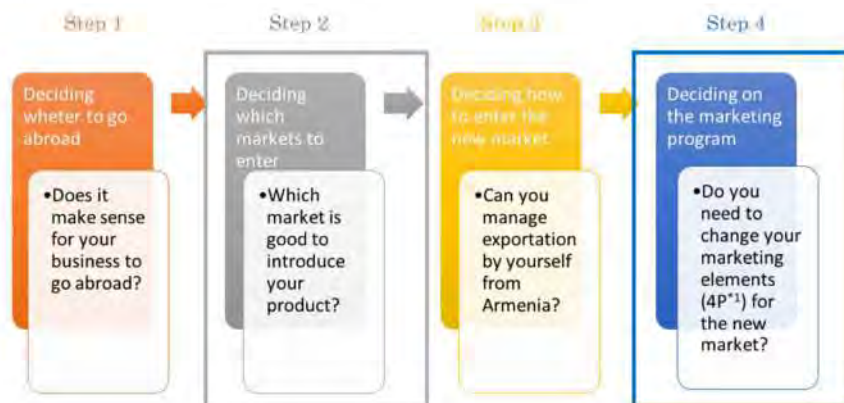 Step 1
Step 2
Step 3
Step 4
Deciding
wheter to go
abroad
•Does it
make sense
for your
business to
go abroad?
Deciding
which
markets to
enter
•Which
market is
good to
introduce
your
product?
Deciding how
to enter the
new market
•Can you
manage
exportation
by yourself
from
Armenia?
Deciding on
the marketing
program
•Do you
need to
change your
marketing
elements
(4P*1) for
the new
market?